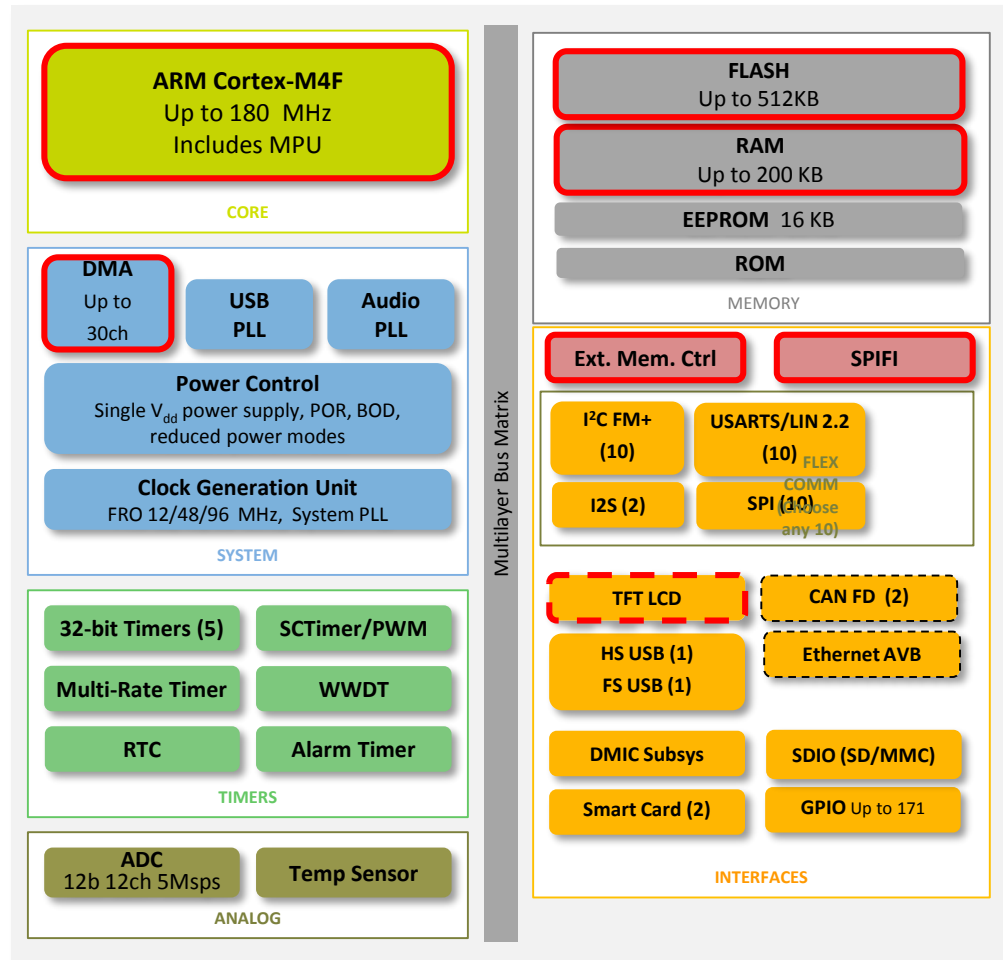 ARM Cortex-M4F
Up to 180 MHz
Includes MPU
CORE
DMA
Up to
30ch
USB
PLL
Audio
PLL
Power Control
Single Vdd power supply, POR, BOD,
reduced power modes
Clock Generation Unit
FRO 12/48/96 MHz, System PLL
SYSTEM
32-bit Timers (5)
SCTimer/PWM
Multi-Rate Timer
WWDT
RTC
Alarm Timer
TIMERS
ADC
12b 12ch 5Msps
Temp Sensor
ANALOG
Multilayer Bus Matrix
FLASH
Up to 512KB
RAM
Up to 200 KB
EEPROM 16 KB
ROM
MEMORY
Ext. Mem. Ctrl
SPIFI
I²C FM+
(10)
USARTS/LIN 2.2
(10)
I2S (2)
SPI (10)
FLEX
COMM
(Choose
any 10)
TFT LCD
CAN FD (2)
HS USB (1)
FS USB (1)
Ethernet AVB
DMIC Subsys
SDIO (SD/MMC)
Smart Card (2)
GPIO Up to 171
INTERFACES